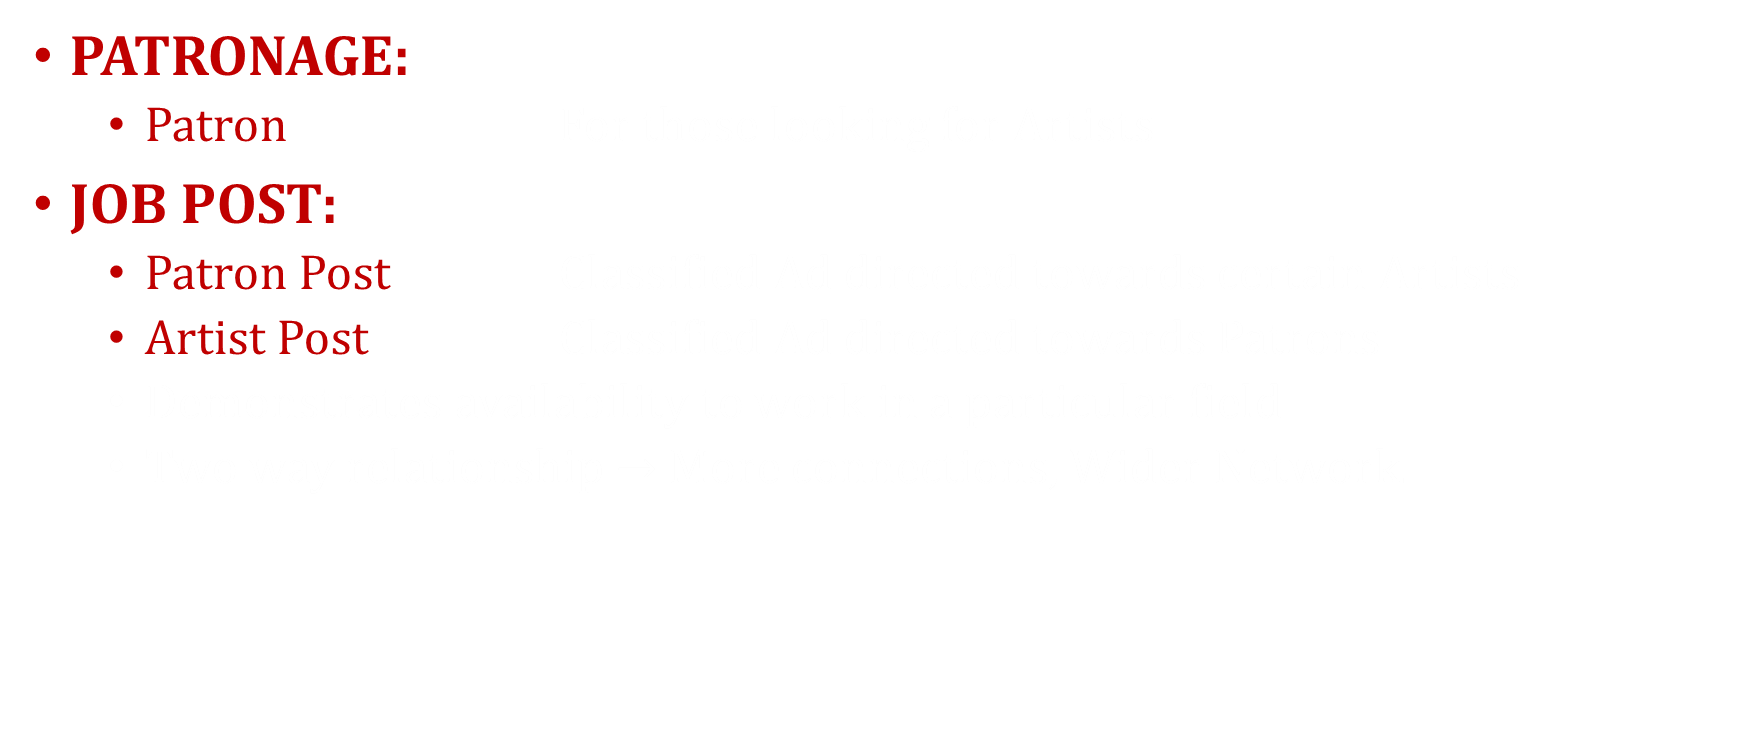 • PATRONAGE:
• Patron
• JOB POST:
• Patron Post
• Artist Post